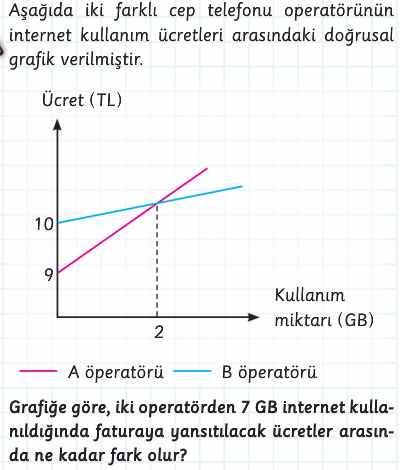 Aşağıda iki farklı cep telefonu operatörünün
internet kullanım ücretleri arasındaki doğrusal
grafik verilmiştir.
Ücret (TL)
10
9
2
Kullanım
miktarı (GB)
A operatörü B operatörü
Grafiğe göre, iki operatörden 7 GB internet kulla-
nıldığında faturaya yansıtılacak ücretler arasın-
da ne kadar fark olur?